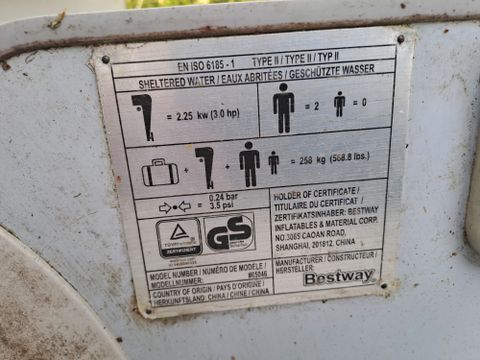 EN ISO 6185 - 1 TYPE II / TYPE II / TYP II
SHELTERED WATER / EAUX ABRITÉES / GESCHÜTZTE WASSER
= 2.25 kw (3.0 hp)
= 2
= 0
+ + = 258 kg (568.8 lbs.)
0.24 bar
3.5 psi
HOLDER OF CERTIFICATE /
TITULAIRE DU CERTIFICAT /
ZERTIFIKATSINHABER: BESTWAY
INFLATABLES & MATERIAL CORP.
NO.3065 CAOAN ROAD,
SHANGHAI, 201812, CHINA
GS
MODEL NUMBER / NUMÉRO DE MODÈLE /
MODELLNUMMER: #65046
COUNTRY OF ORIGIN / PAYS D'ORIGINE /
HERKUNFTSLAND: CHINA / CHINE / CHINA
MANUFACTURER / CONSTRUCTEUR /
HERSTELLER:
Bestway